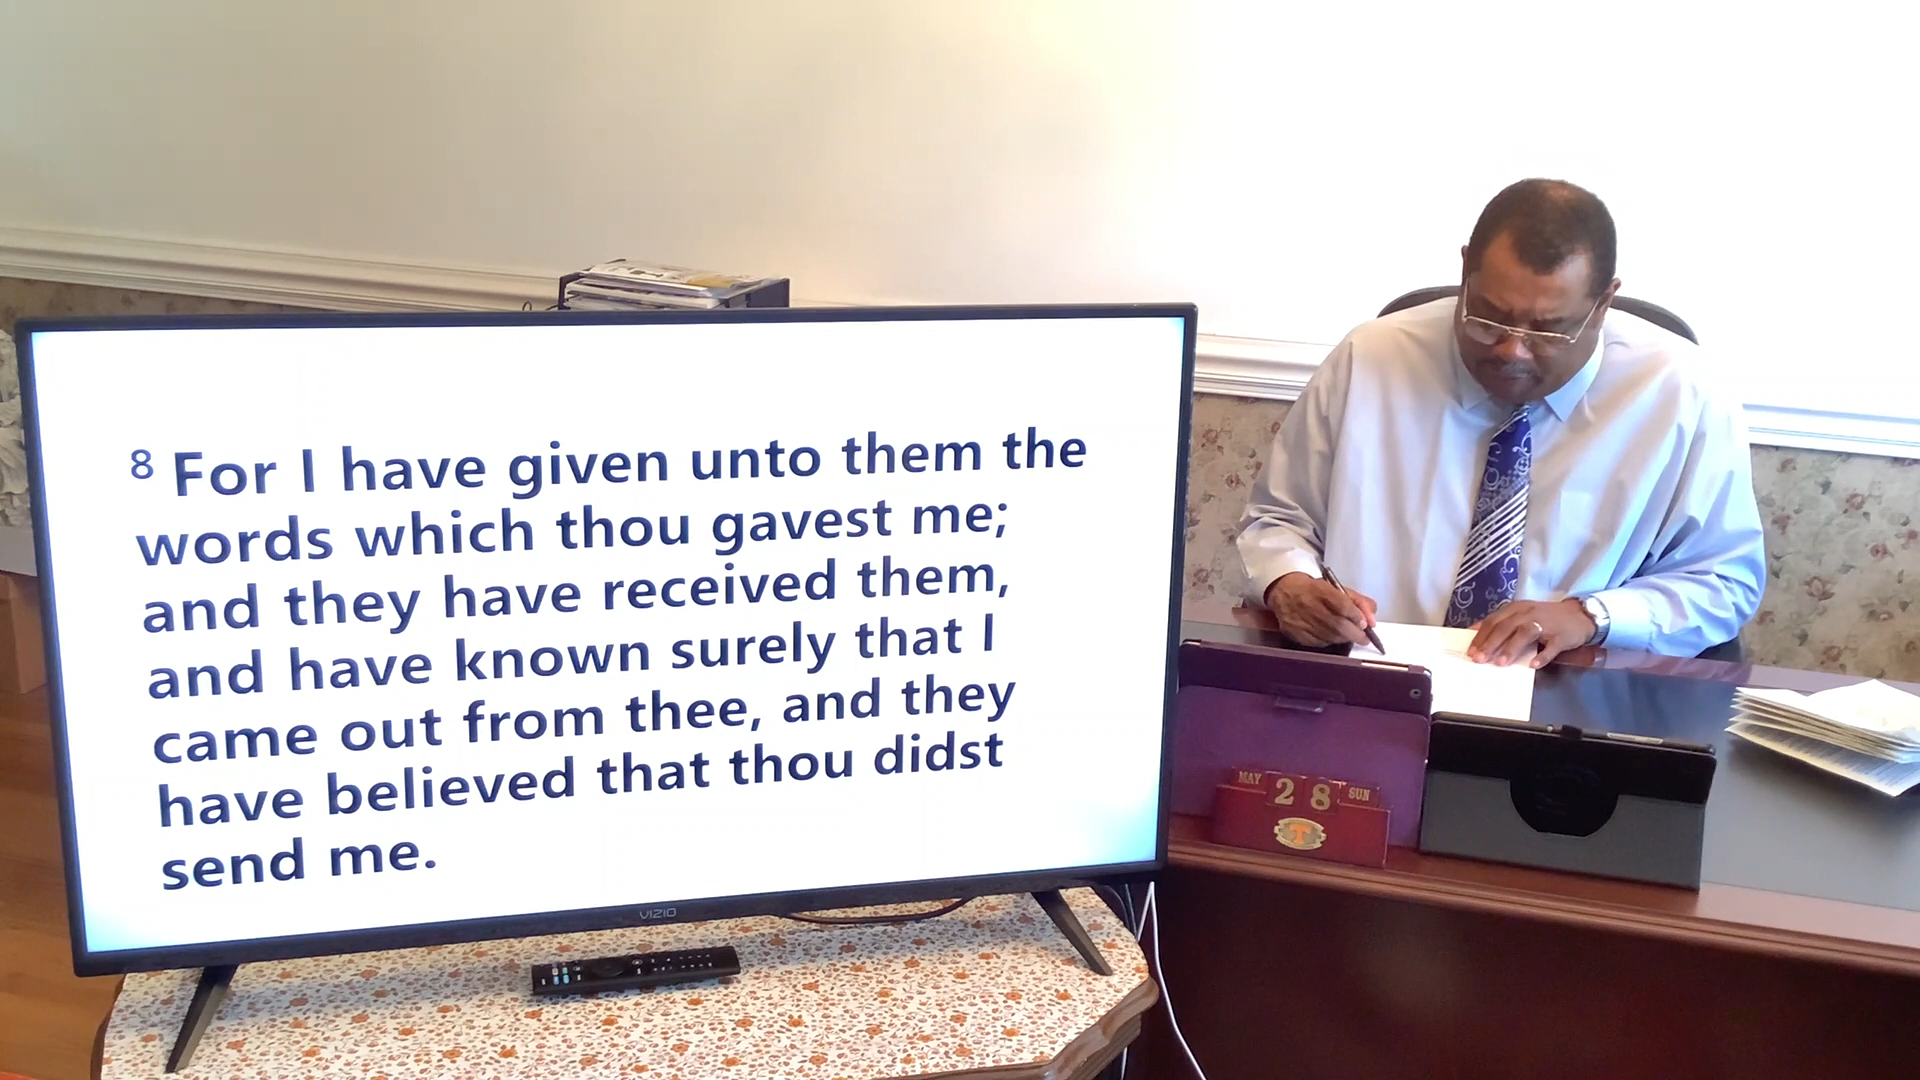 8 For I have given unto them the
words which thou gavest me;
and they have received them,
and have known surely that I
came out from thee, and they
have believed that thou didst
send me.
VIZIO
MAY 28 SUN
T